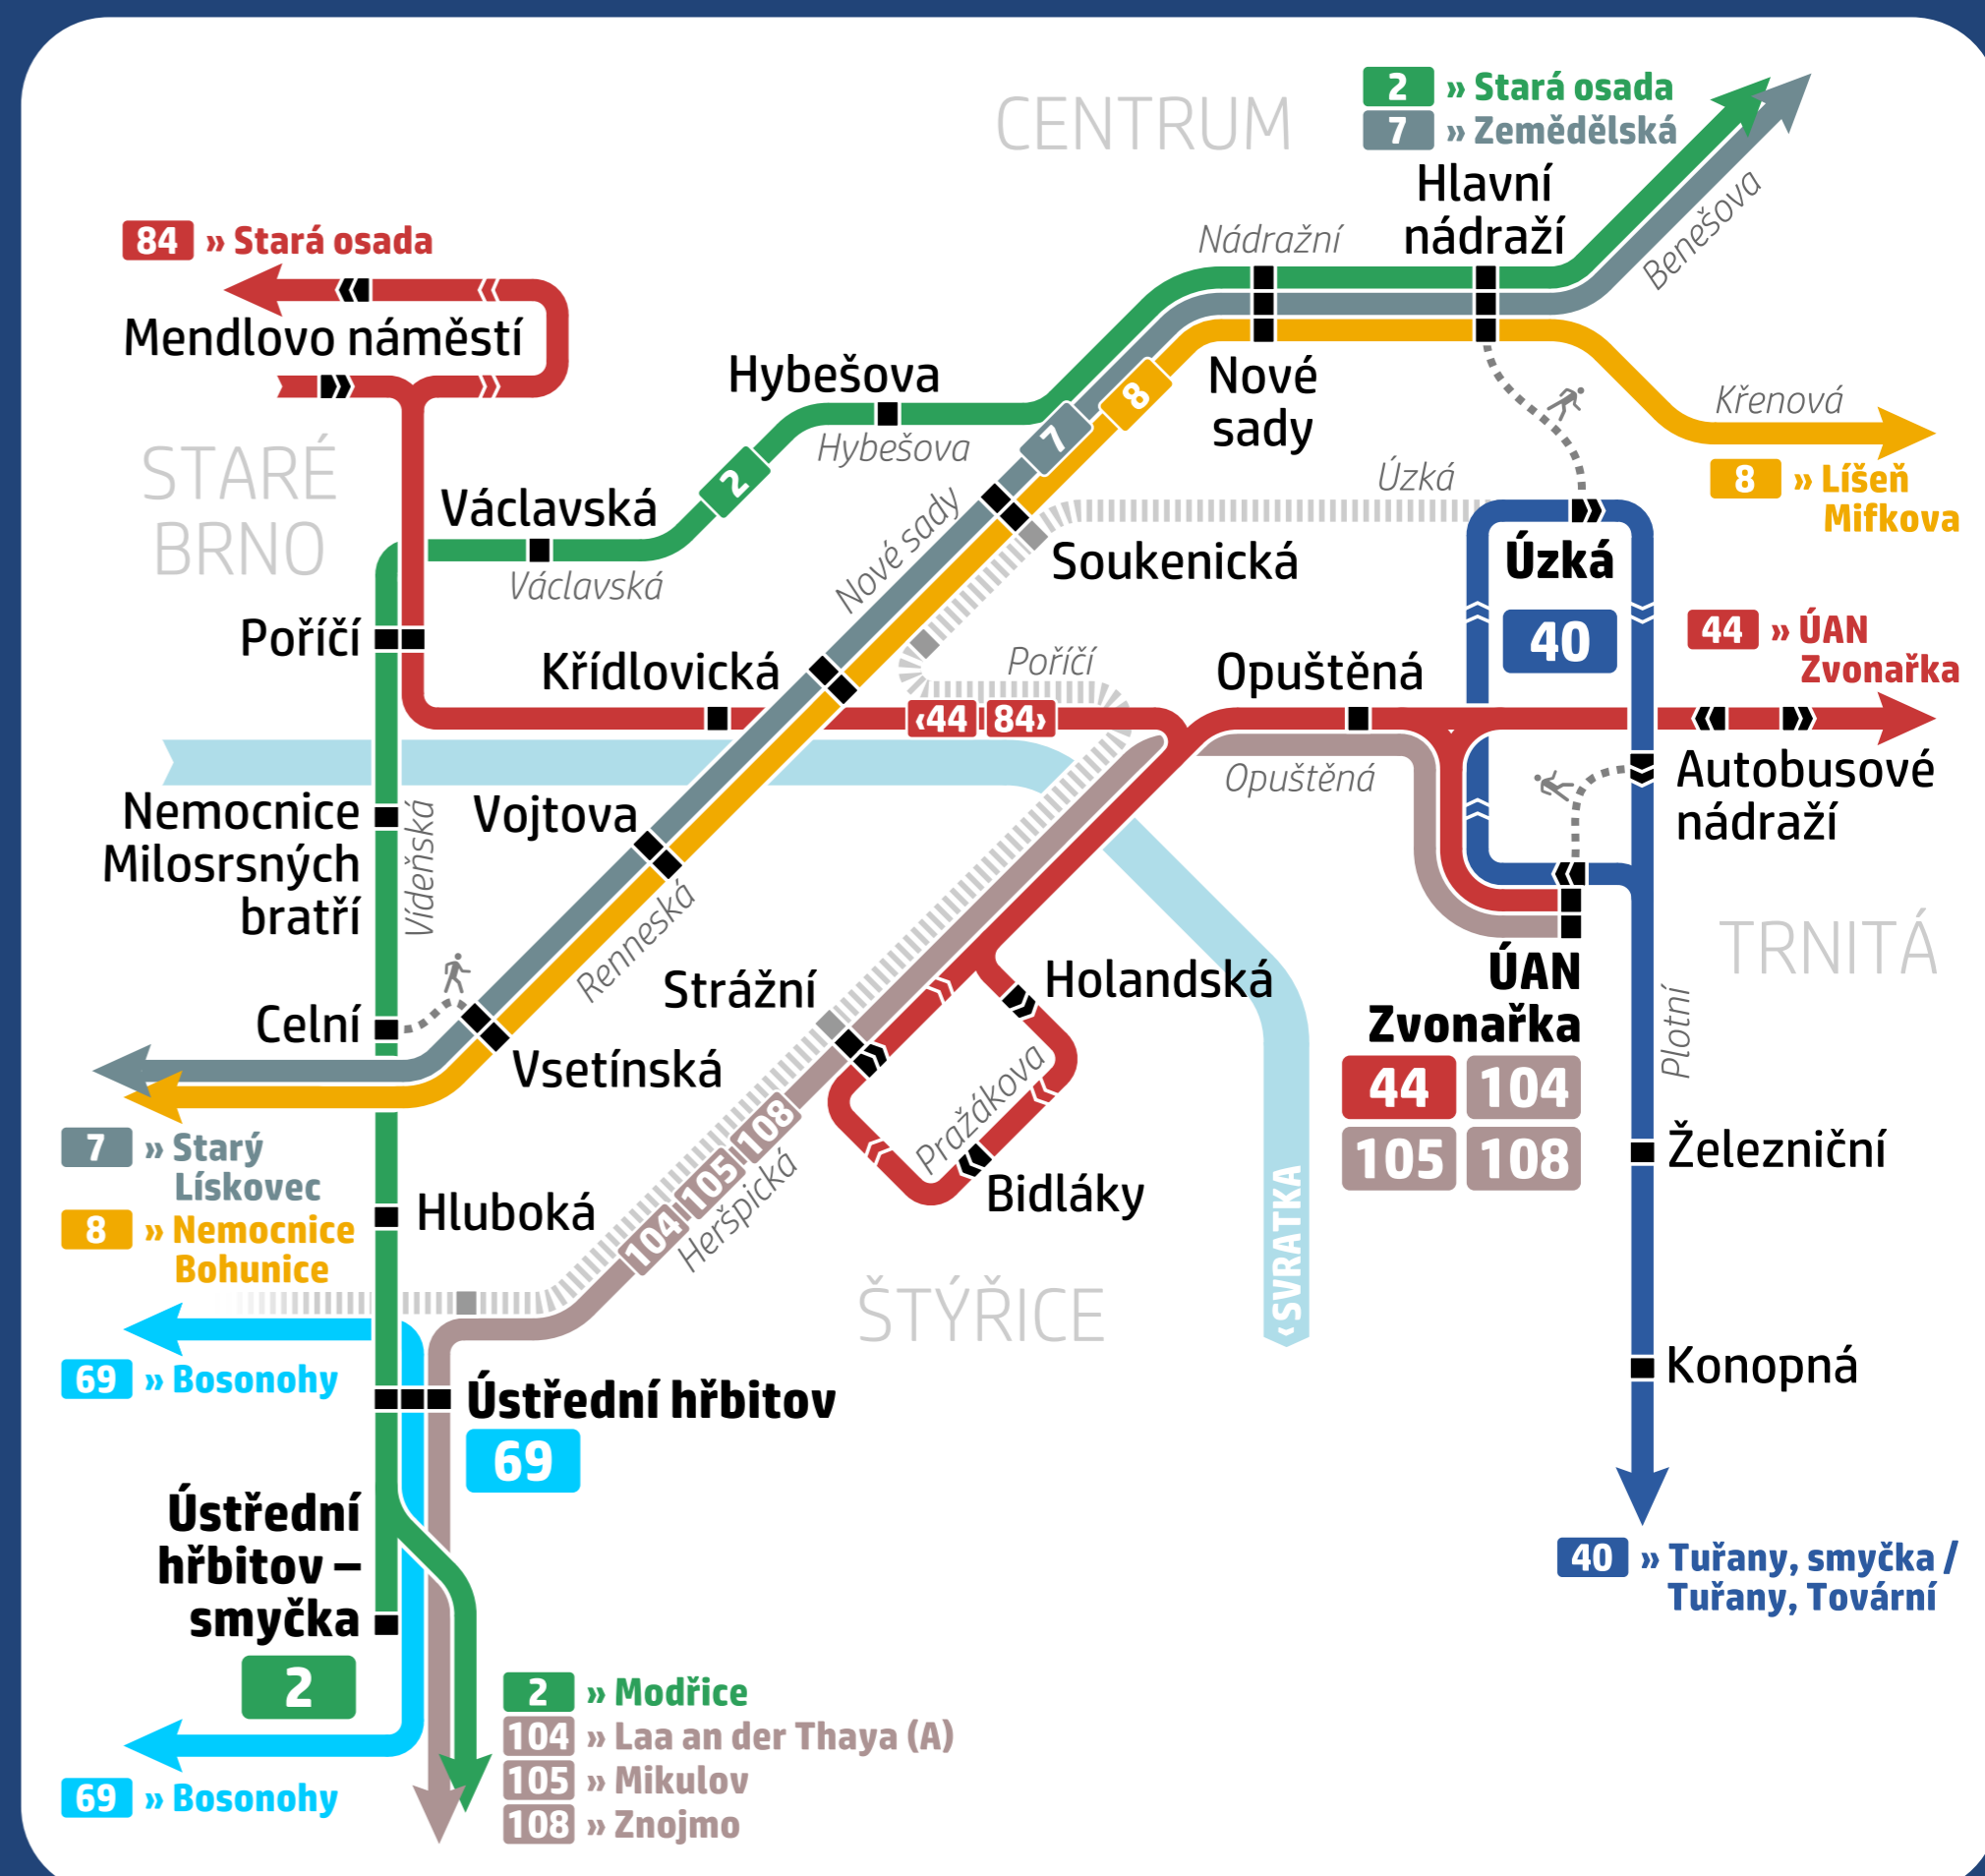 CENTRUM
2 » Stará osada
7 » Zemědělská
Hlavní
nádraží
Nádražní
Benešova
84 » Stará osada
Mendlovo náměstí
Hybešova
Hybešova
8
7
Nové
sady
Křenová
8 » Líšeň
Mifkova
STARÉ
BRNO
Václavská
Václavská
2
Nové sady
Úzká
Soukenická
Úzká
40
44 » ÚAN
Zvonařka
Poříčí
Křídlovická
Poříčí
‹44 84›
Opuštěná
Opuštěná
Autobusové
nádraží
Nemocnice
Milosrsných
bratří
Vídeňská
Vojtova
Renneská
TRNITÁ
Strážní
Holandská
ÚAN
Zvonařka
44 104
105 108
Plotní
Celní
Vsetínská
Pražákova
Bidláky
Železniční
7 » Starý
Lískovec
8 » Nemocnice
Bohunice
Hluboká
104 105 108
Heršpická
ŠTÝŘICE
‹SVRATKA
69 » Bosonohy
Ústřední hřbitov
69
Konopná
Ústřední
hřbitov –
smyčka
2
40 » Tuřany, smyčka /
Tuřany, Tovární
2 » Modřice
104 » Laa an der Thaya (A)
105 » Mikulov
108 » Znojmo
69 » Bosonohy